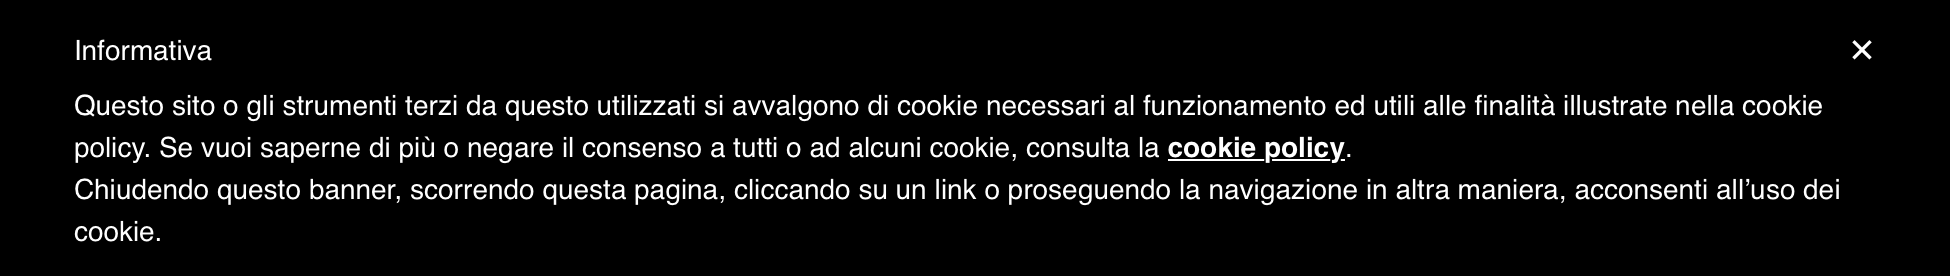 Informativa
Questo sito o gli strumenti terzi da questo utilizzati si avvalgono di cookie necessari al funzionamento ed utili alle finalità illustrate nella cookie
policy. Se vuoi saperne di più o negare il consenso a tutti o ad alcuni cookie, consulta la cookie policy.
Chiudendo questo banner, scorrendo questa pagina, cliccando su un link o proseguendo la navigazione in altra maniera, acconsenti all’uso dei
cookie.